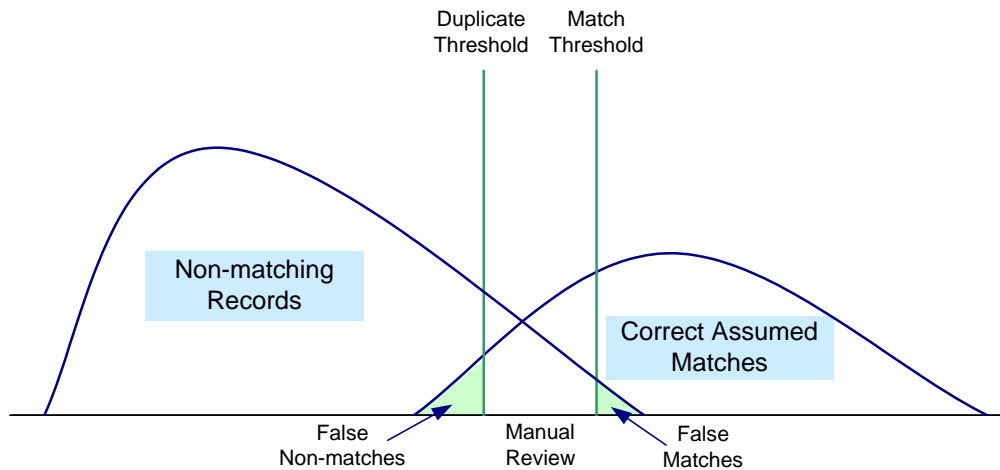 Duplicate
Threshold
Match
Threshold
Non-matching
Records
Correct Assumed
Matches
False
Non-matches
Manual
Review
False
Matches